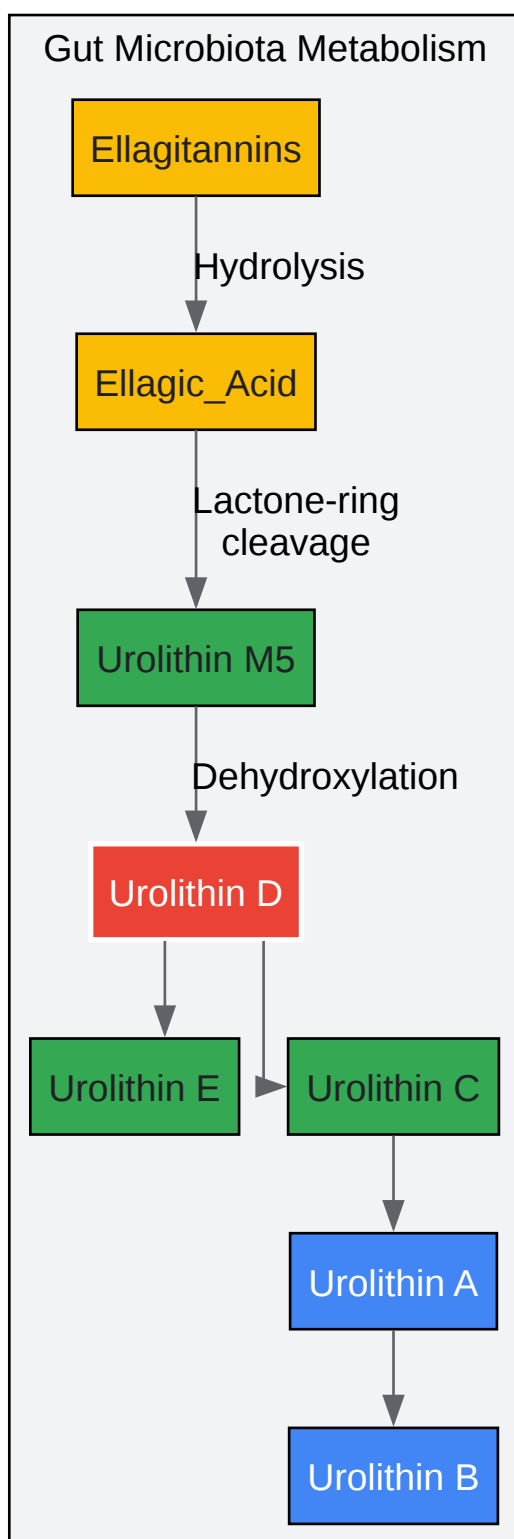 Gut Microbiota Metabolism
Ellagitannins
Hydrolysis
Ellagic_Acid
Lactone-ring
cleavage
Urolithin M5
Dehydroxylation
Urolithin D
Urolithin E
Urolithin C
Urolithin A
Urolithin B